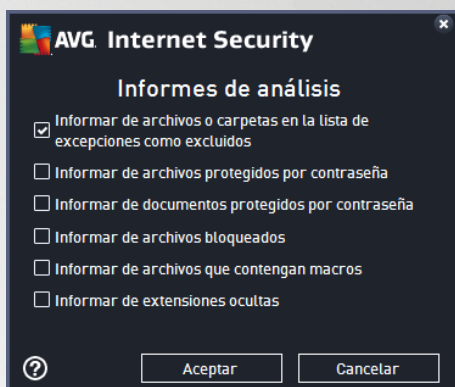 AVG Internet Security
Informes de análisis
Informar de archivos o carpetas en la lista de
excepciones como excluidos
Informar de archivos protegidos por contraseña
Informar de documentos protegidos por contraseña
Informar de archivos bloqueados
Informar de archivos que contengan macros
Informar de extensiones ocultas
?
Aceptar
Cancelar